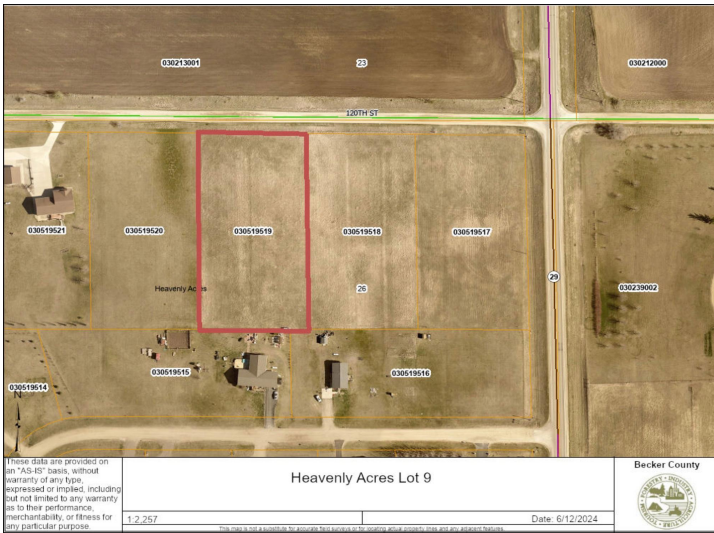 030213001
23
030212000
120TH ST
030519521
030519520
030519519
030519518
030519517
Heavenly Acres
26
29
030239002
030519514
030519515
030519516
N
These data are provided on
an "AS-IS" basis, without
warranty of any type,
expressed or implied, including
but not limited to any warranty
as to their performance,
merchantability, or fitness for
any particular purpose.
Heavenly Acres Lot 9
1:2,257
Date: 6/12/2024
This map is not a substitute for accurate field surveys or for locating actual property lines and any adjacent features.
Becker County
FORESTRY • INDUSTRY
AGRICULTURE
TOURISM